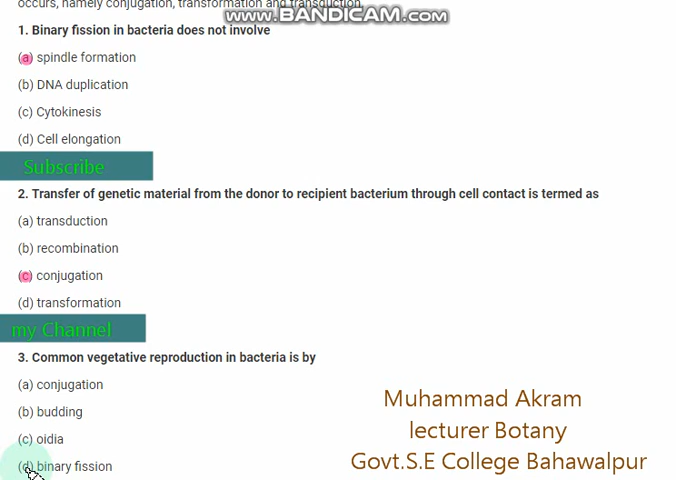 occurs, namely conjugation, transformation and transduction.
WWW.BANDICAM.COM
1. Binary fission in bacteria does not involve
(a) spindle formation
(b) DNA duplication
(c) Cytokinesis
(d) Cell elongation
Subscribe
2. Transfer of genetic material from the donor to recipient bacterium through cell contact is termed as
(a) transduction
(b) recombination
(c) conjugation
(d) transformation
my Channel
3. Common vegetative reproduction in bacteria is by
(a) conjugation
(b) budding
(c) oidia
(d) binary fission
Muhammad Akram
lecturer Botany
Govt.S.E College Bahawalpur